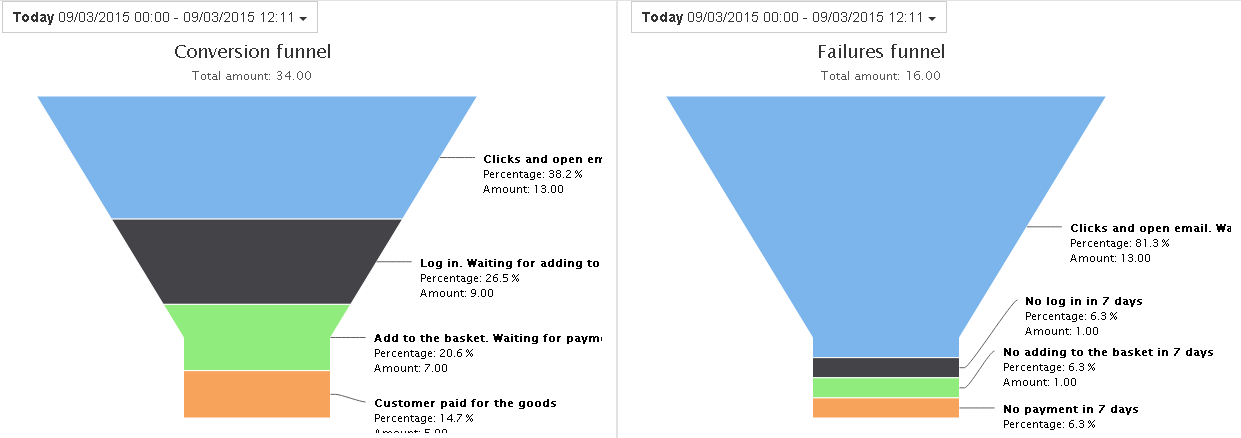 Today 09/03/2015 00:00 - 09/03/2015 12:11
Conversion funnel
Total amount: 34.00
Clicks and open em
Percentage: 38.2 %
Amount: 13.00
Log in. Waiting for adding to
Percentage: 26.5 %
Amount: 9.00
Add to the basket. Waiting for paym
Percentage: 20.6 %
Amount: 7.00
Customer paid for the goods
Percentage: 14.7 %
Amount: 5.00
Today 09/03/2015 00:00 - 09/03/2015 12:11
Failures funnel
Total amount: 16.00
Clicks and open email. Wa
Percentage: 81.3 %
Amount: 13.00
No log in in 7 days
Percentage: 6.3 %
Amount: 1.00
No adding to the basket in 7 days
Percentage: 6.3 %
Amount: 1.00
No payment in 7 days
Percentage: 6.3 %